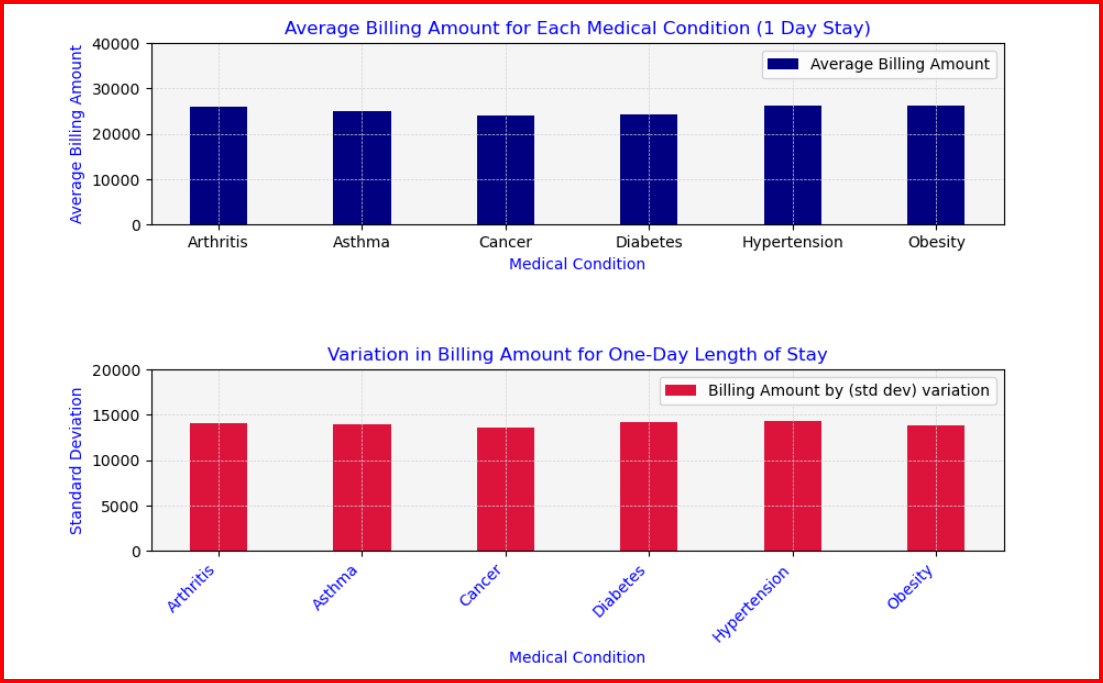 Average Billing Amount for Each Medical Condition (1 Day Stay)
Average Billing Amount
40000
30000
20000
10000
0
Average Billing Amount
Arthritis Asthma Cancer Diabetes Hypertension Obesity
Medical Condition
Variation in Billing Amount for One-Day Length of Stay
Standard Deviation
20000
15000
10000
5000
0
Billing Amount by (std dev) variation
Arthritis Asthma Cancer Diabetes Hypertension Obesity
Medical Condition